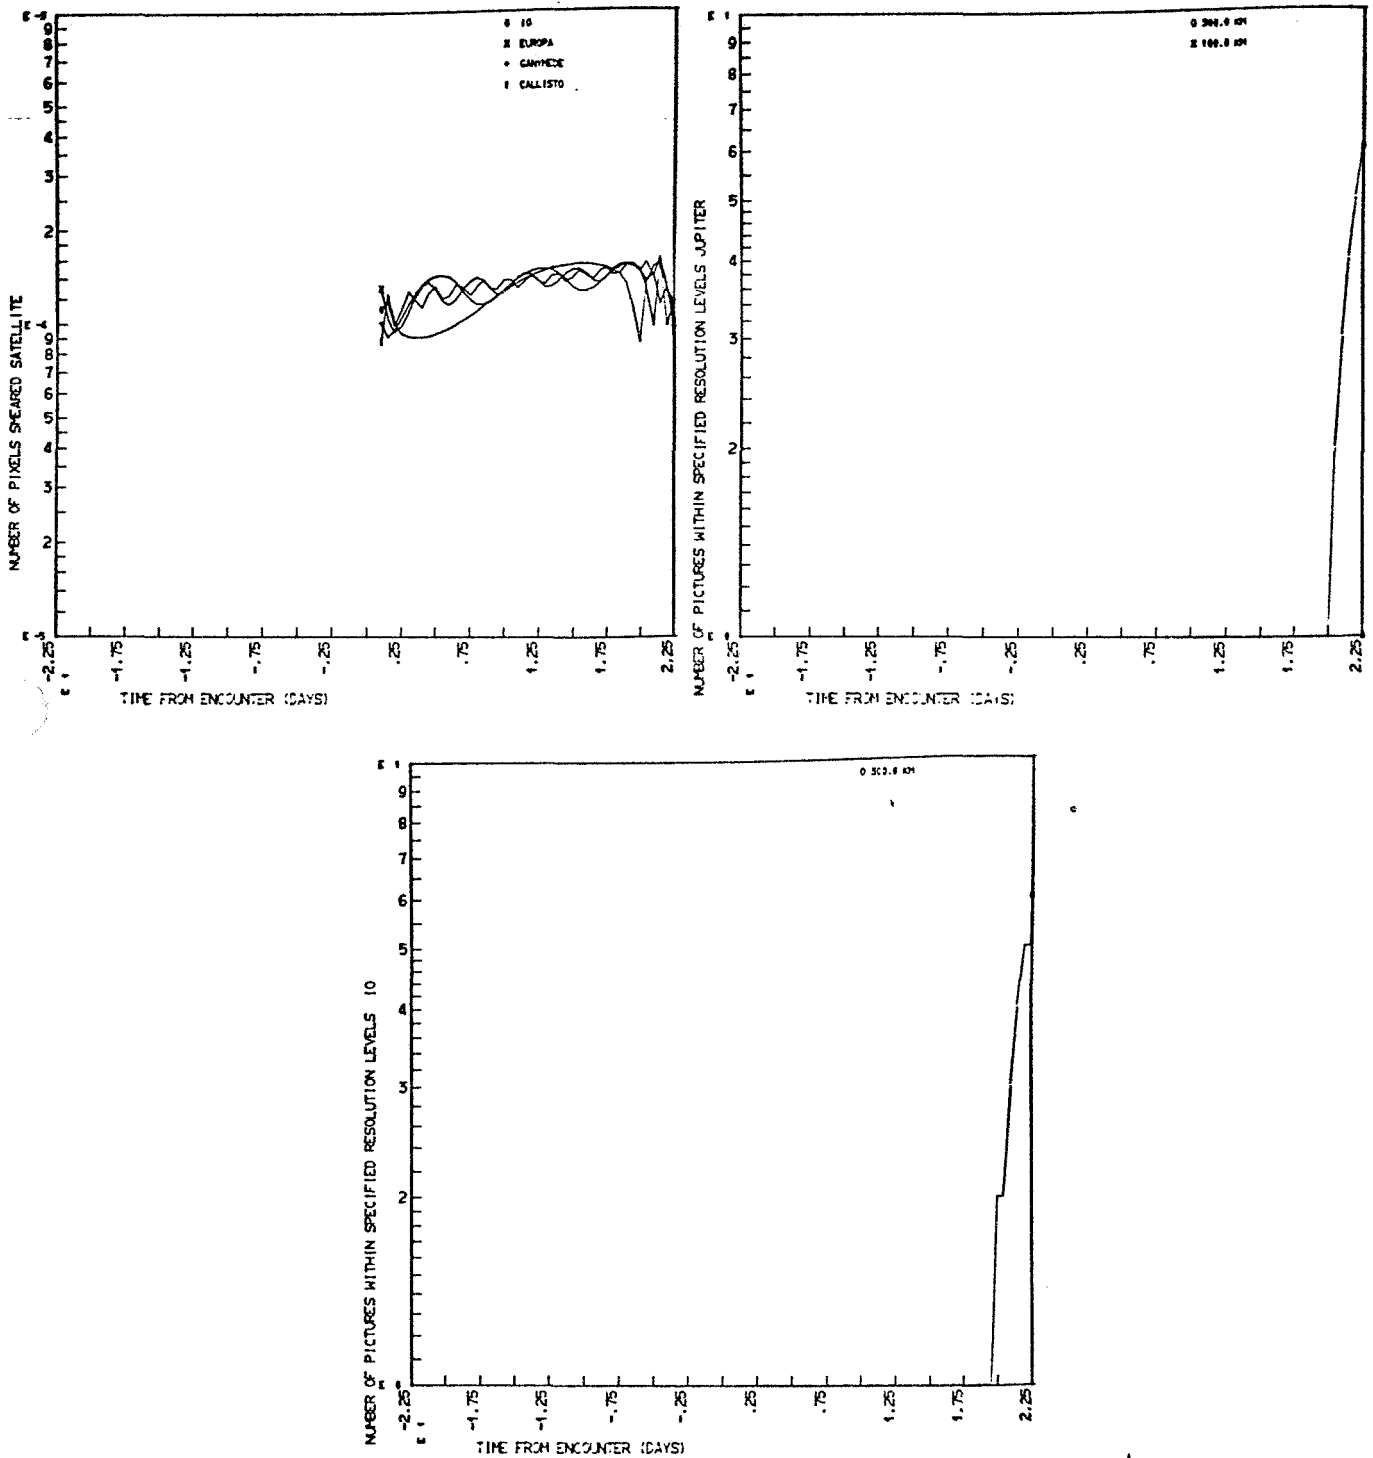 NUMBER OF PIXELS SMEARED SATELLITE
E -3
9
8
7
6
5
4
3
2
E -4
9
8
7
6
5
4
3
2
E -5
IO
EUROPA
GANYMEDE
CALLISTO
-2.25 -1.75 -1.25 -.75 -.25 .25 .75 1.25 1.75 2.25
E 1
TIME FROM ENCOUNTER (DAYS)
NUMBER OF PICTURES WITHIN SPECIFIED RESOLUTION LEVELS JUPITER
E 1
9
8
7
6
5
4
3
2
-2.25 -1.75 -1.25 -.75 -.25 .25 .75 1.25 1.75 2.25
E 1
TIME FROM ENCOUNTER (DAYS)
NUMBER OF PICTURES WITHIN SPECIFIED RESOLUTION LEVELS IO
E 1
9
8
7
6
5
4
3
2
-2.25 -1.75 -1.25 -.75 -.25 .25 .75 1.25 1.75 2.25
E 1
TIME FROM ENCOUNTER (DAYS)